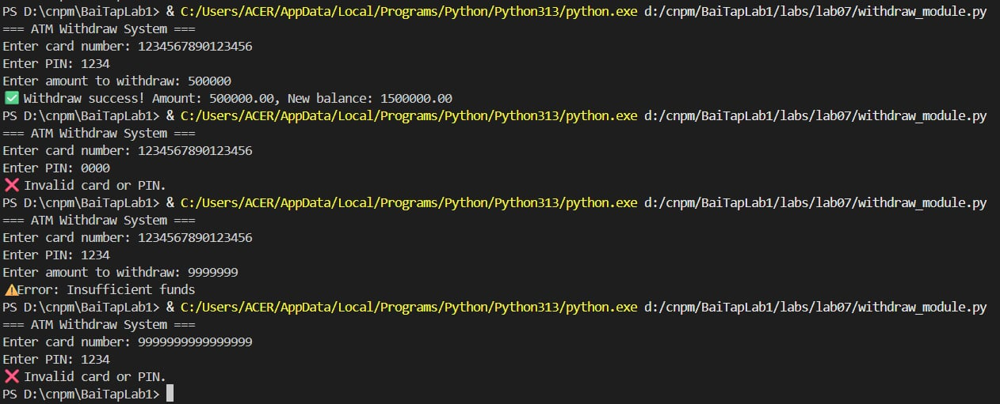 PS D:\cnpm\BaiTapLab1> & C:/Users/ACER/AppData/Local/Programs/Python/Python313/python.exe d:/cnpm/BaiTapLab1/labs/lab07/withdraw_module.py
=== ATM Withdraw System ===
Enter card number: 1234567890123456
Enter PIN: 1234
Enter amount to withdraw: 500000
✅ Withdraw success! Amount: 500000.00, New balance: 1500000.00
PS D:\cnpm\BaiTapLab1> & C:/Users/ACER/AppData/Local/Programs/Python/Python313/python.exe d:/cnpm/BaiTapLab1/labs/lab07/withdraw_module.py
=== ATM Withdraw System ===
Enter card number: 1234567890123456
Enter PIN: 0000
❌ Invalid card or PIN.
PS D:\cnpm\BaiTapLab1> & C:/Users/ACER/AppData/Local/Programs/Python/Python313/python.exe d:/cnpm/BaiTapLab1/labs/lab07/withdraw_module.py
=== ATM Withdraw System ===
Enter card number: 1234567890123456
Enter PIN: 1234
Enter amount to withdraw: 9999999
⚠️Error: Insufficient funds
PS D:\cnpm\BaiTapLab1> & C:/Users/ACER/AppData/Local/Programs/Python/Python313/python.exe d:/cnpm/BaiTapLab1/labs/lab07/withdraw_module.py
=== ATM Withdraw System ===
Enter card number: 9999999999999999
Enter PIN: 1234
❌ Invalid card or PIN.
PS D:\cnpm\BaiTapLab1>